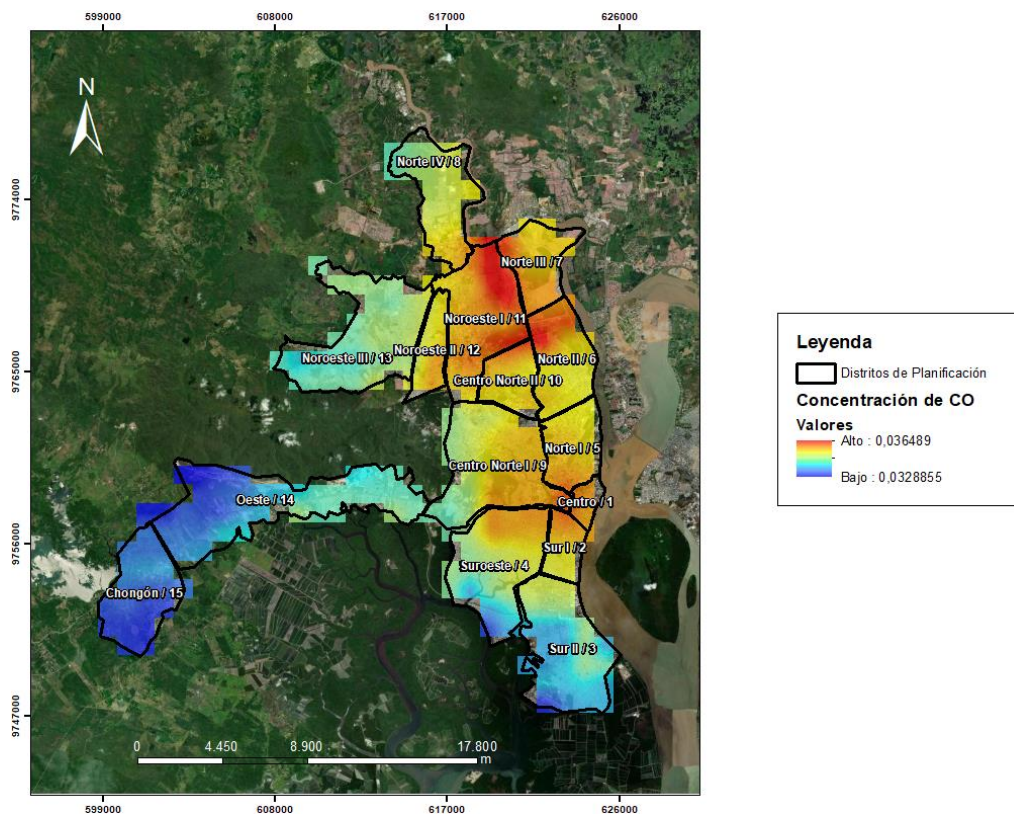 599000
608000
617000
626000
N
9774000
9765000
9756000
9747000
Norte IV / 8
Norte III / 7
Noroeste I / 11
Noroeste II / 12
Noroeste III / 13
Norte II / 6
Centro Norte II / 10
Norte I / 5
Centro Norte I / 9
Oeste / 14
Centro / 1
Sur I / 2
Suroeste / 4
Chongón / 15
Sur II / 3
0 4.450 8.900 17.800
m
599000
608000
617000
626000
Leyenda
Distritos de Planificación
Concentración de CO
Valores
Alto : 0,036489
Bajo : 0,0328855